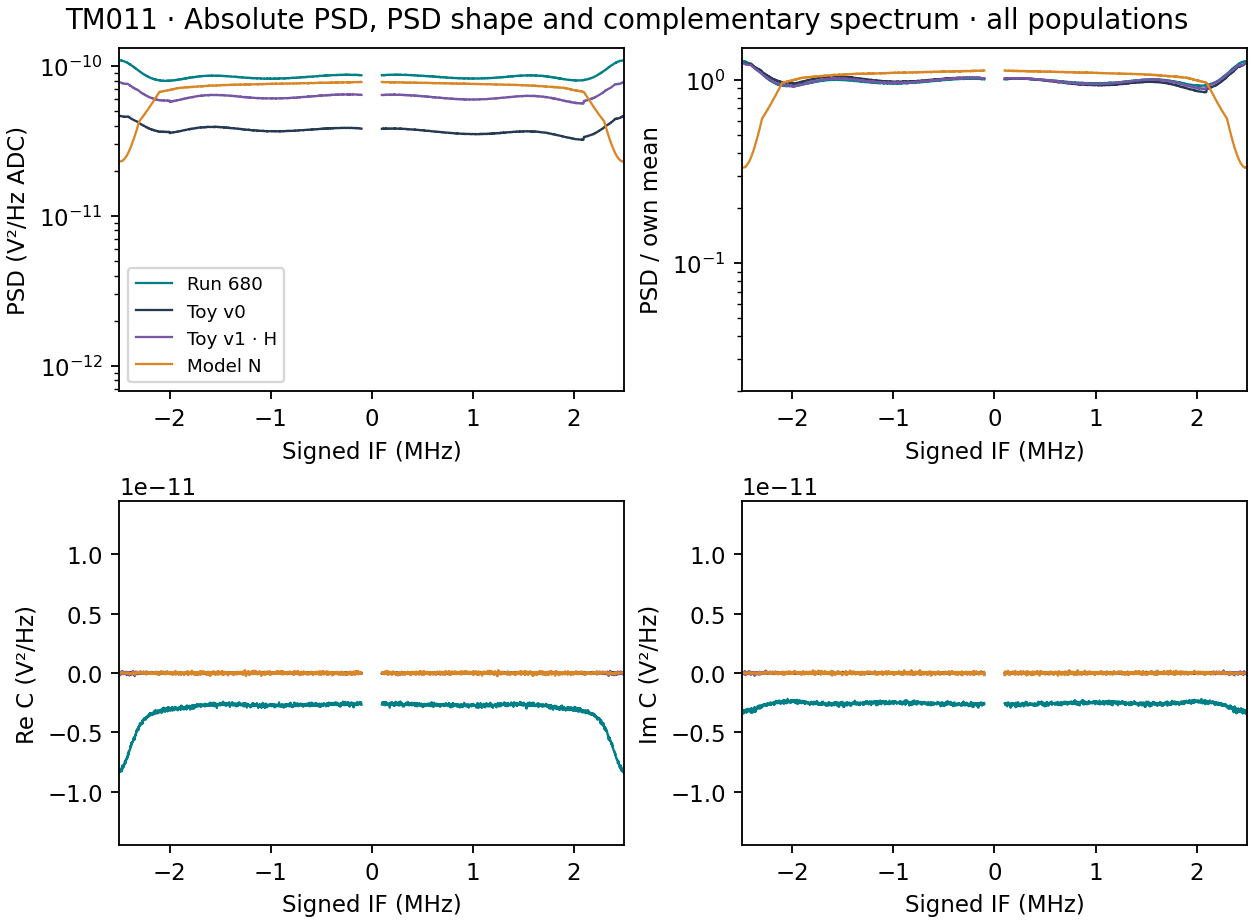 TM011 · Absolute PSD, PSD shape and complementary spectrum · all populations
PSD (V²/Hz ADC)
10⁻¹⁰
10⁻¹¹
10⁻¹²
Run 680
Toy v0
Toy v1 · H
Model N
−2 −1 0 1 2
Signed IF (MHz)
PSD / own mean
10⁰
10⁻¹
−2 −1 0 1 2
Signed IF (MHz)
1e−11
Re C (V²/Hz)
1.0
0.5
0.0
−0.5
−1.0
−2 −1 0 1 2
Signed IF (MHz)
1e−11
Im C (V²/Hz)
1.0
0.5
0.0
−0.5
−1.0
−2 −1 0 1 2
Signed IF (MHz)